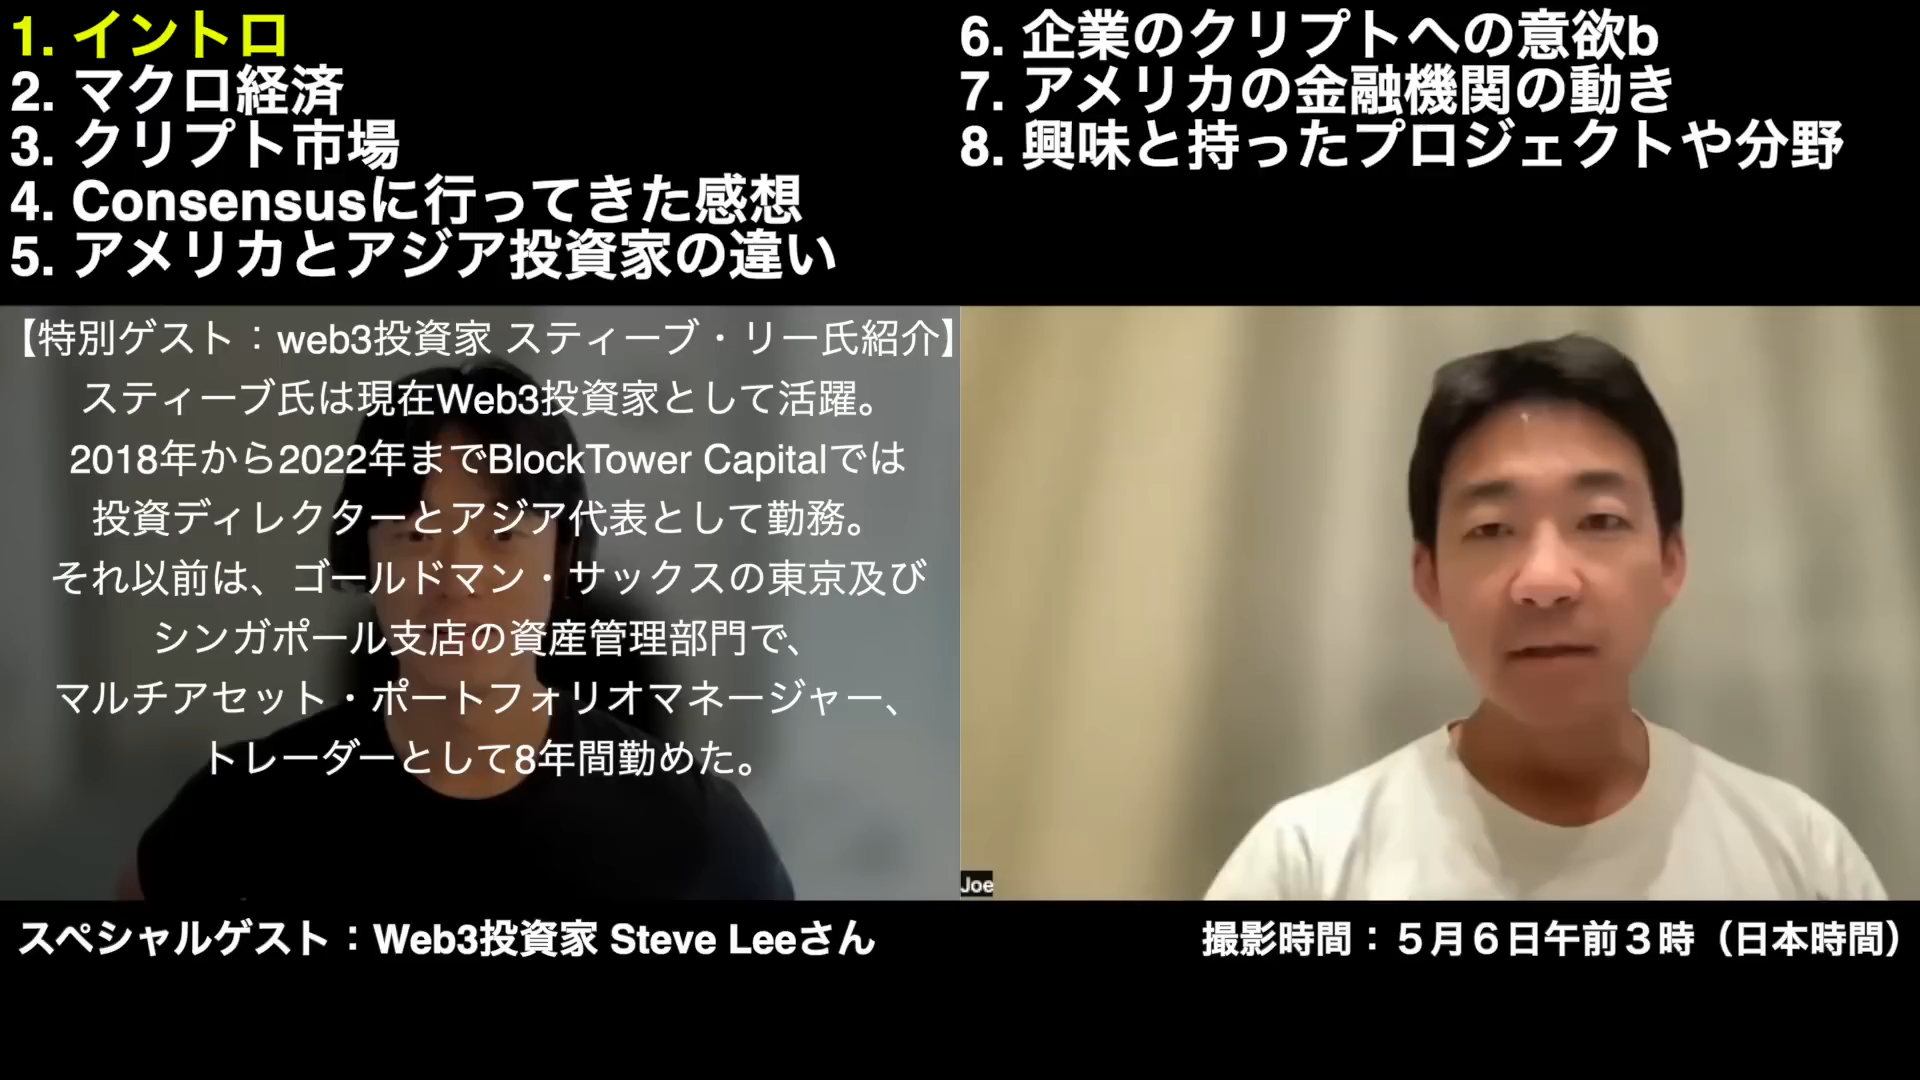 1. イントロ
2. マクロ経済
3. クリプト市場
4. Consensusに行ってきた感想
5. アメリカとアジア投資家の違い
6. 企業のクリプトへの意欲b
7. アメリカの金融機関の動き
8. 興味と持ったプロジェクトや分野
【特別ゲスト：web3投資家 スティーブ・リー氏紹介】
スティーブ氏は現在Web3投資家として活躍。
2018年から2022年までBlockTower Capitalでは
投資ディレクターとアジア代表として勤務。
それ以前は、ゴールドマン・サックスの東京及び
シンガポール支店の資産管理部門で、
マルチアセット・ポートフォリオマネージャー、
トレーダーとして8年間勤めた。
Joe
スペシャルゲスト：Web3投資家 Steve Leeさん
撮影時間：５月６日午前３時（日本時間）